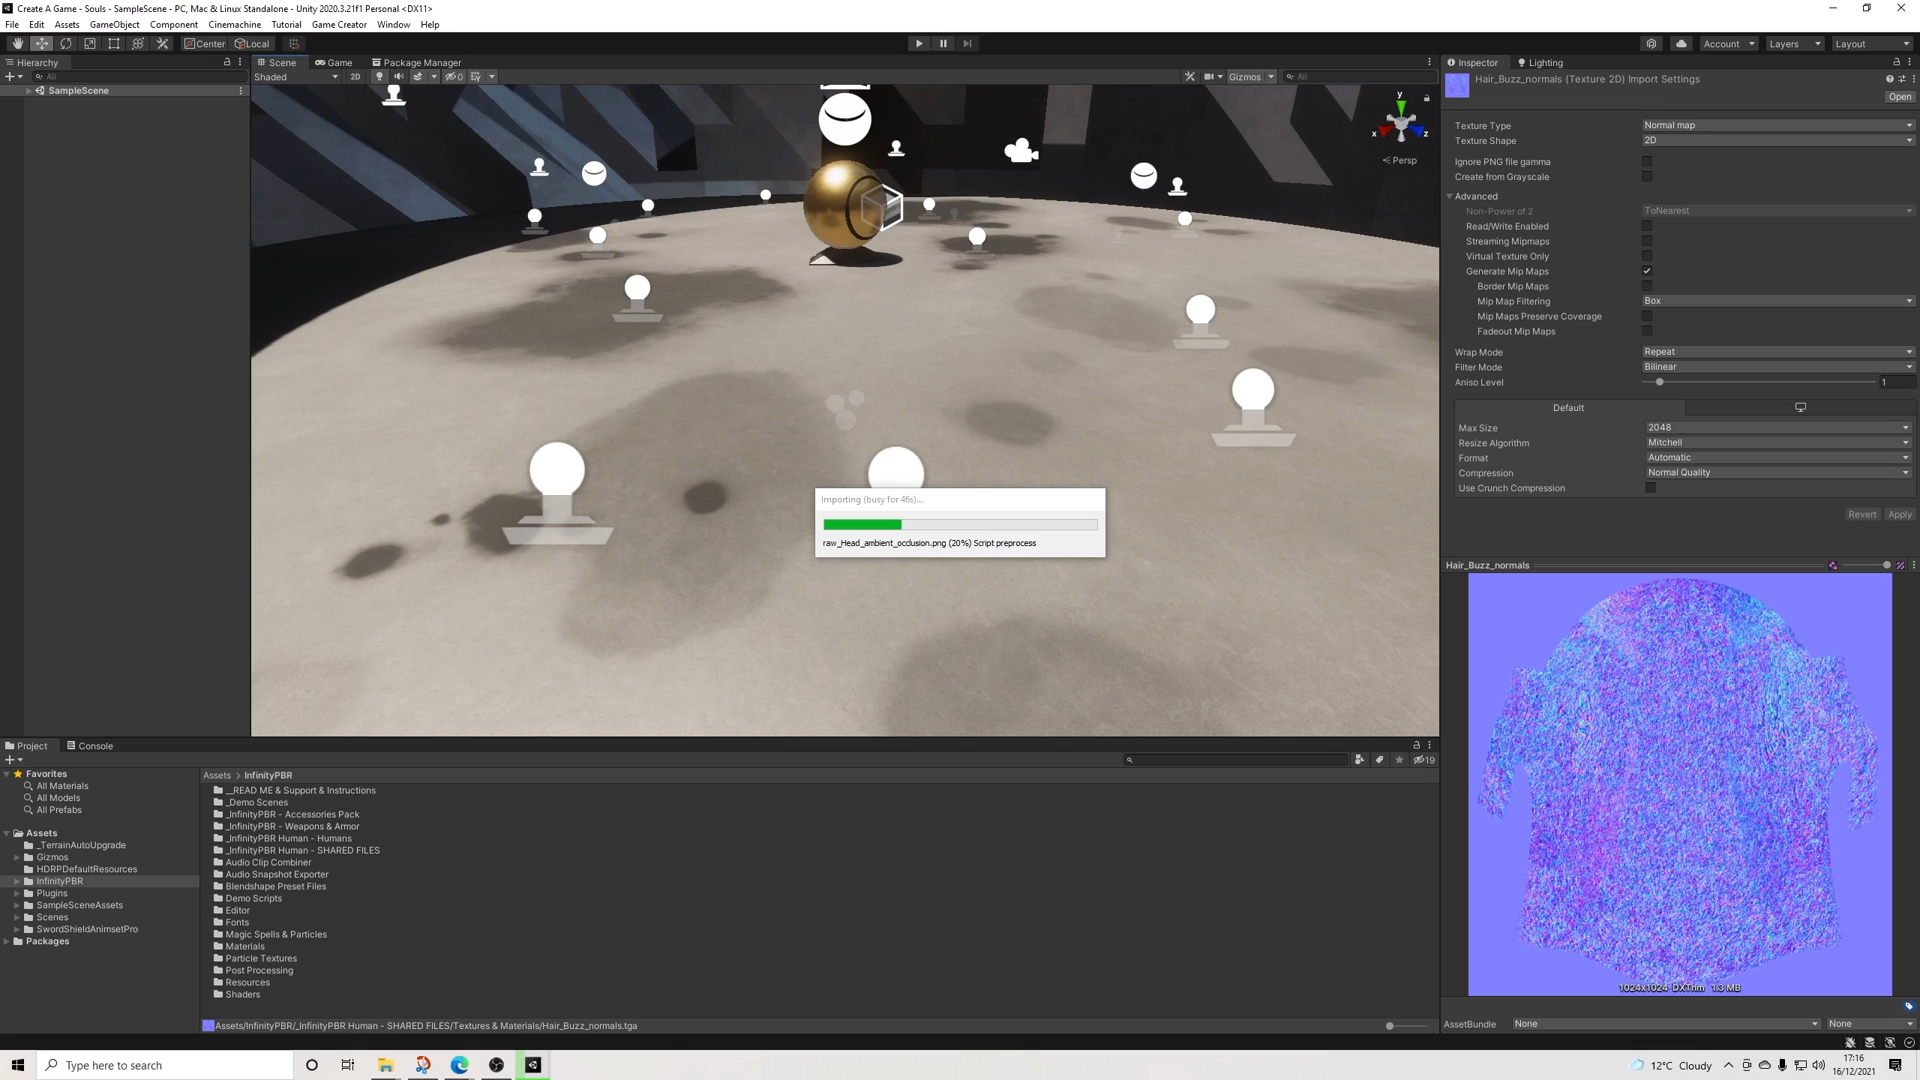 Create A Game - Souls - SampleScene - PC, Mac & Linux Standalone - Unity 2020.3.21f1 Personal <DX11>
File Edit Assets GameObject Component Cinemachine Tutorial Game Creator Window Help
Center Local Account Layers Layout
Hierarchy
All
SampleScene
Scene Game Package Manager
Shaded 2D 0 Gizmos All
y
x z
Persp
Importing (busy for 46s)...
raw_Head_ambient_occlusion.png (20%) Script preprocess
Inspector Lighting
Hair_Buzz_normals (Texture 2D) Import Settings
Open
Texture Type Normal map
Texture Shape 2D
Ignore PNG file gamma
Create from Grayscale
Advanced
Non-Power of 2 ToNearest
Read/Write Enabled
Streaming Mipmaps
Virtual Texture Only
Generate Mip Maps
Border Mip Maps
Mip Map Filtering Box
Mip Maps Preserve Coverage
Fadeout Mip Maps
Wrap Mode Repeat
Filter Mode Bilinear
Aniso Level 1
Default
Max Size 2048
Resize Algorithm Mitchell
Format Automatic
Compression Normal Quality
Use Crunch Compression
Revert Apply
Hair_Buzz_normals
1024x1024 DXTnm 1.3 MB
AssetBundle None None
Project Console
19
Favorites
All Materials
All Models
All Prefabs
Assets
_TerrainAutoUpgrade
Gizmos
HDRPDefaultResources
InfinityPBR
Plugins
SampleSceneAssets
Scenes
SwordShieldAnimsetPro
Packages
Assets > InfinityPBR
__READ ME & Support & Instructions
_Demo Scenes
_InfinityPBR - Accessories Pack
_InfinityPBR - Weapons & Armor
_InfinityPBR Human - Humans
_InfinityPBR Human - SHARED FILES
Audio Clip Combiner
Audio Snapshot Exporter
Blendshape Preset Files
Demo Scripts
Editor
Fonts
Magic Spells & Particles
Materials
Particle Textures
Post Processing
Resources
Shaders
Assets/InfinityPBR/_InfinityPBR Human - SHARED FILES/Textures & Materials/Hair_Buzz_normals.tga
Type here to search
12°C Cloudy
17:16
16/12/2021